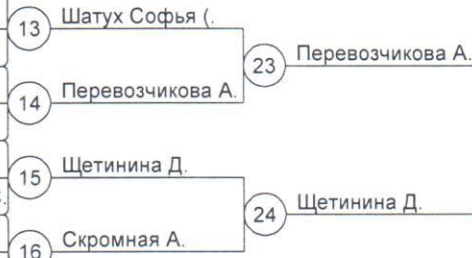 13 Шатух Софья (.
23 Перевозчикова А.
14 Перевозчикова А.
15 Щетинина Д.
24 Щетинина Д.
16 Скромная А.